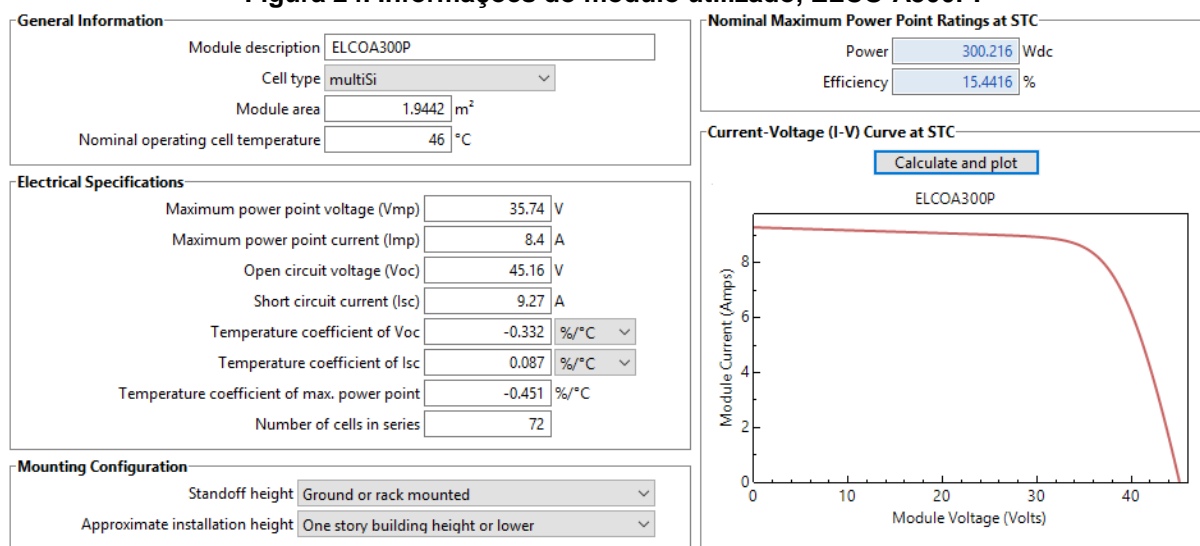 General Information
Module description ELCOA300P
Cell type multiSi
Module area 1.9442 m²
Nominal operating cell temperature 46 °C
Electrical Specifications
Maximum power point voltage (Vmp) 35.74 V
Maximum power point current (Imp) 8.4 A
Open circuit voltage (Voc) 45.16 V
Short circuit current (Isc) 9.27 A
Temperature coefficient of Voc -0.332 %/°C
Temperature coefficient of Isc 0.087 %/°C
Temperature coefficient of max. power point -0.451 %/°C
Number of cells in series 72
Mounting Configuration
Standoff height Ground or rack mounted
Approximate installation height One story building height or lower
Nominal Maximum Power Point Ratings at STC
Power 300.216 Wdc
Efficiency 15.4416 %
Current-Voltage (I-V) Curve at STC
Calculate and plot
ELCOA300P
Module Current (Amps)
8
6
4
2
0
0 10 20 30 40
Module Voltage (Volts)